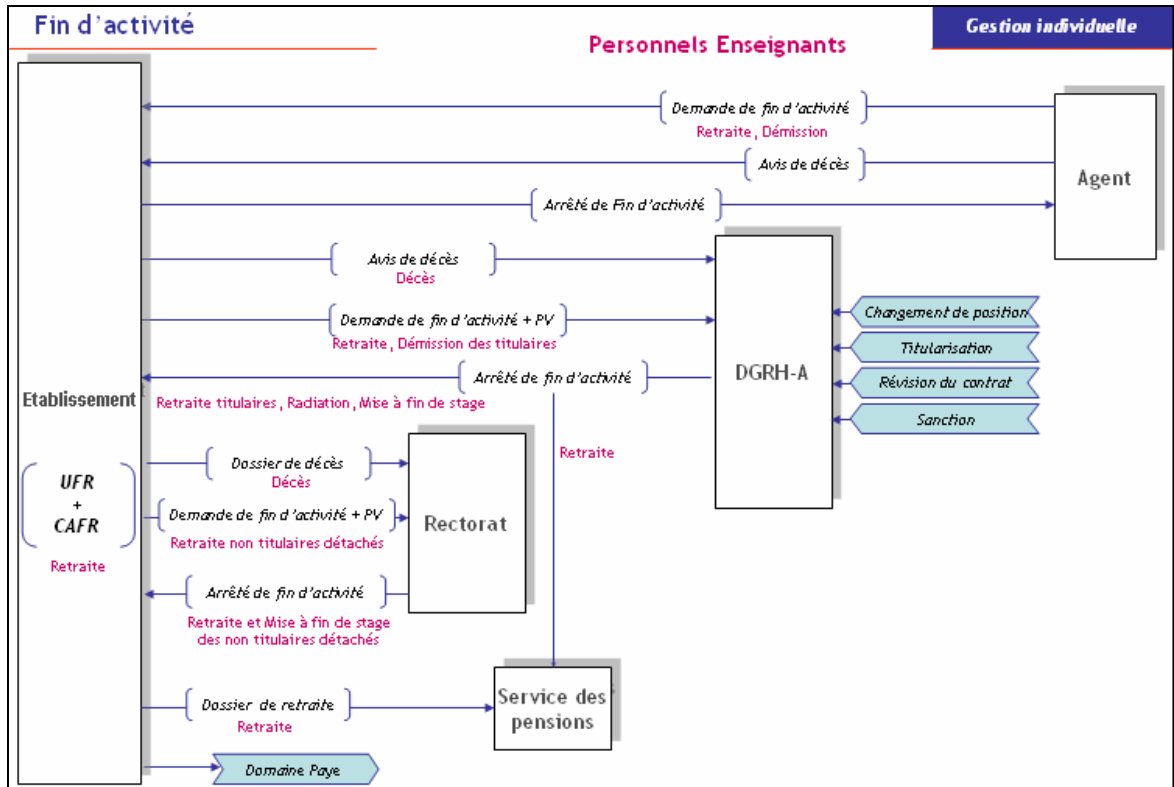 Fin d'activité
Gestion individuelle
Personnels Enseignants
Demande de fin d'activité
Retraite, Démission
Avis de décès
Agent
Arrêté de Fin d'activité
Avis de décès
Décès
Changement de position
Demande de fin d'activité + PV
Retraite, Démission des titulaires
Titularisation
Arrêté de fin d'activité
DGRH-A
Révision du contrat
Etablissement
Retraite titulaires, Radiation, Mise à fin de stage
Sanction
Retraite
Dossier de décès
Décès
UFR
+
CAFR
Retraite
Demande de fin d'activité + PV
Retraite non titulaires détachés
Rectorat
Arrêté de fin d'activité
Retraite et Mise à fin de stage
des non titulaires détachés
Dossier de retraite
Retraite
Service des
pensions
Domaine Paye